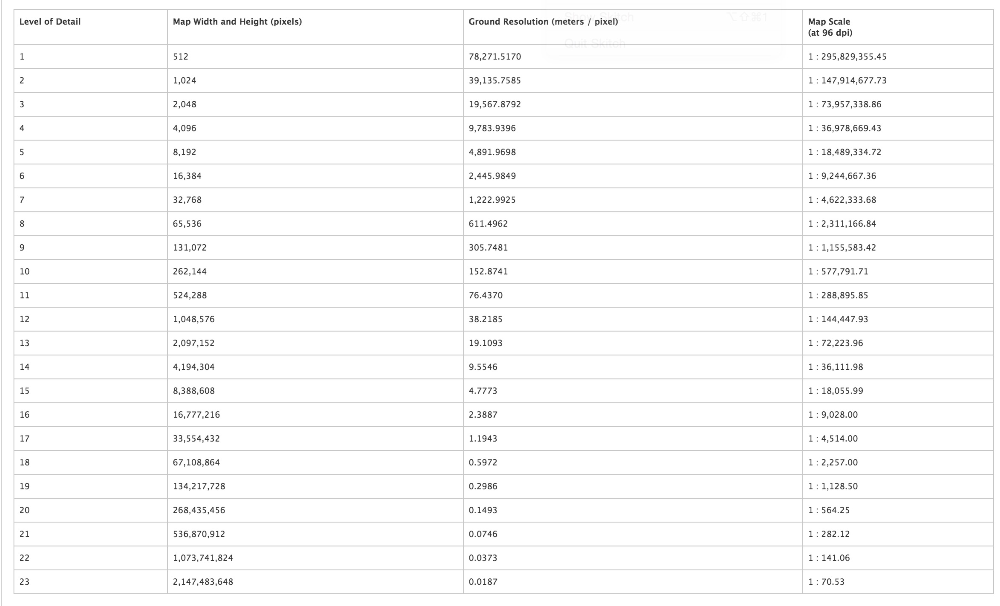 Level of Detail Map Width and Height (pixels) Ground Resolution (meters / pixel) Map Scale
(at 96 dpi)
Show Skitch ⌥⇧⌘1
Quit Skitch
1 512 78,271.5170 1 : 295,829,355.45
2 1,024 39,135.7585 1 : 147,914,677.73
3 2,048 19,567.8792 1 : 73,957,338.86
4 4,096 9,783.9396 1 : 36,978,669.43
5 8,192 4,891.9698 1 : 18,489,334.72
6 16,384 2,445.9849 1 : 9,244,667.36
7 32,768 1,222.9925 1 : 4,622,333.68
8 65,536 611.4962 1 : 2,311,166.84
9 131,072 305.7481 1 : 1,155,583.42
10 262,144 152.8741 1 : 577,791.71
11 524,288 76.4370 1 : 288,895.85
12 1,048,576 38.2185 1 : 144,447.93
13 2,097,152 19.1093 1 : 72,223.96
14 4,194,304 9.5546 1 : 36,111.98
15 8,388,608 4.7773 1 : 18,055.99
16 16,777,216 2.3887 1 : 9,028.00
17 33,554,432 1.1943 1 : 4,514.00
18 67,108,864 0.5972 1 : 2,257.00
19 134,217,728 0.2986 1 : 1,128.50
20 268,435,456 0.1493 1 : 564.25
21 536,870,912 0.0746 1 : 282.12
22 1,073,741,824 0.0373 1 : 141.06
23 2,147,483,648 0.0187 1 : 70.53